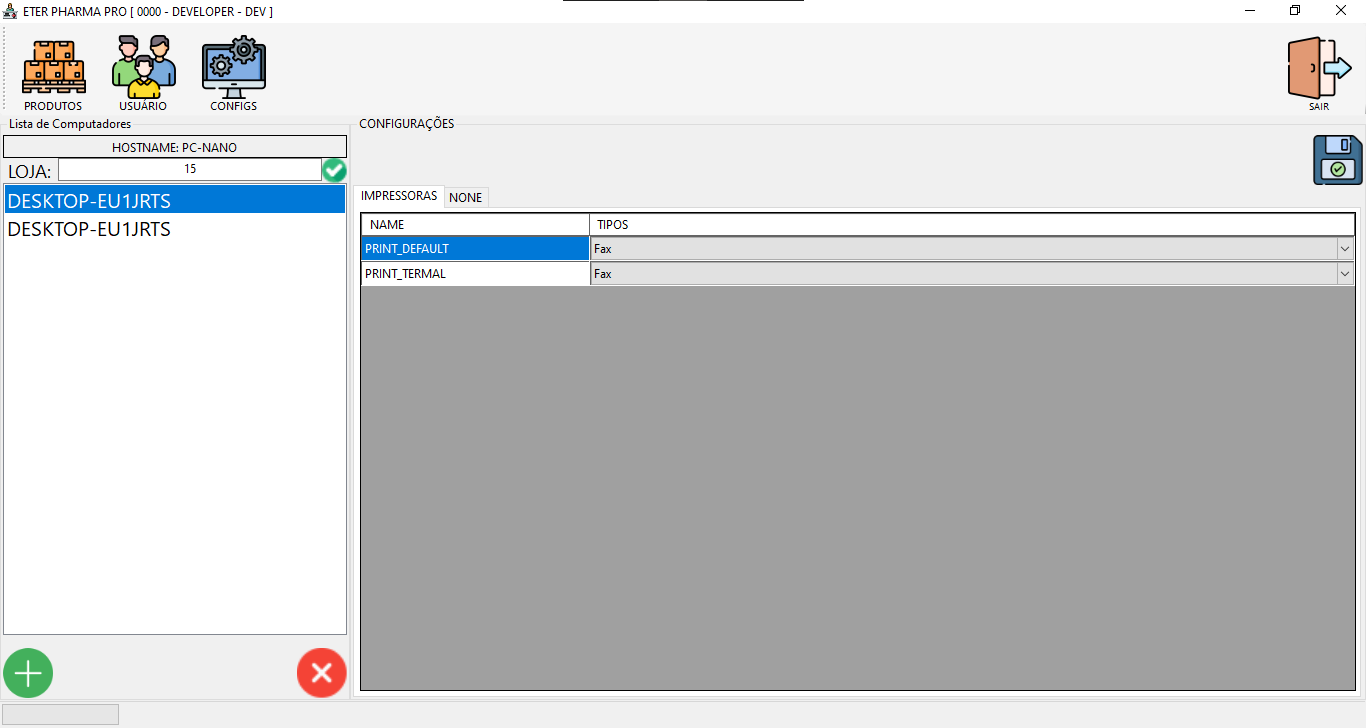 ETER PHARMA PRO [ 0000 - DEVELOPER - DEV ]
PRODUTOS
USUÁRIO
CONFIGS
SAIR
Lista de Computadores
HOSTNAME: PC-NANO
LOJA: 15
DESKTOP-EU1JRTS
DESKTOP-EU1JRTS
CONFIGURAÇÕES
IMPRESSORAS NONE
NAME TIPOS
PRINT_DEFAULT Fax
PRINT_TERMAL Fax